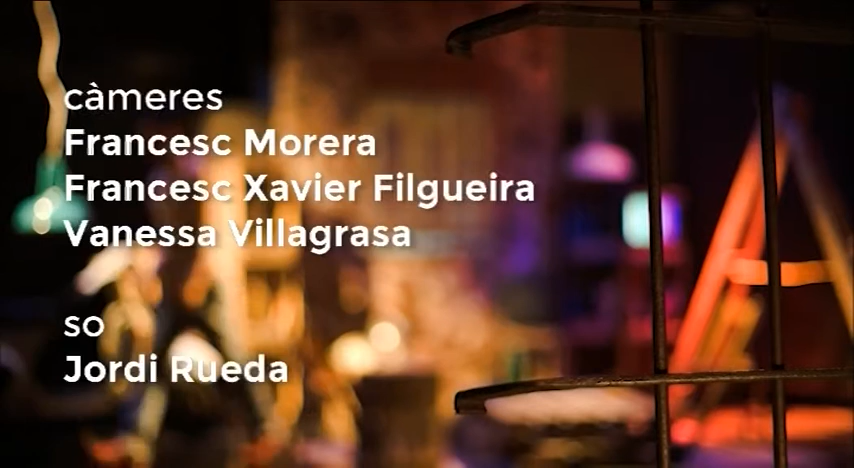 càmeres
Francesc Morera
Francesc Xavier Filgueira
Vanessa Villagrasa
so
Jordi Rueda